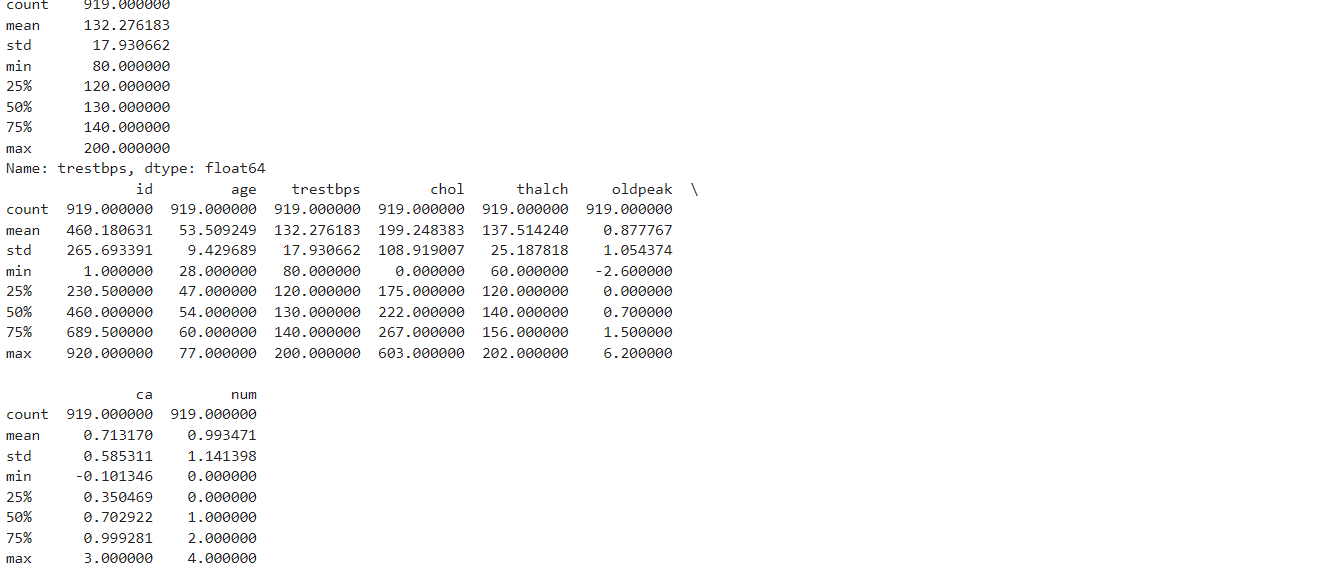 count    919.000000
mean     132.276183
std       17.930662
min       80.000000
25%      120.000000
50%      130.000000
75%      140.000000
max      200.000000
Name: trestbps, dtype: float64
               id         age    trestbps        chol      thalch     oldpeak  \
count  919.000000  919.000000  919.000000  919.000000  919.000000  919.000000
mean   460.180631   53.509249  132.276183  199.248383  137.514240    0.877767
std    265.693391    9.429689   17.930662  108.919007   25.187818    1.054374
min      1.000000   28.000000   80.000000    0.000000   60.000000   -2.600000
25%    230.500000   47.000000  120.000000  175.000000  120.000000    0.000000
50%    460.000000   54.000000  130.000000  222.000000  140.000000    0.700000
75%    689.500000   60.000000  140.000000  267.000000  156.000000    1.500000
max    920.000000   77.000000  200.000000  603.000000  202.000000    6.200000
               ca         num
count  919.000000  919.000000
mean     0.713170    0.993471
std      0.585311    1.141398
min     -0.101346    0.000000
25%      0.350469    0.000000
50%      0.702922    1.000000
75%      0.999281    2.000000
max      3.000000    4.000000